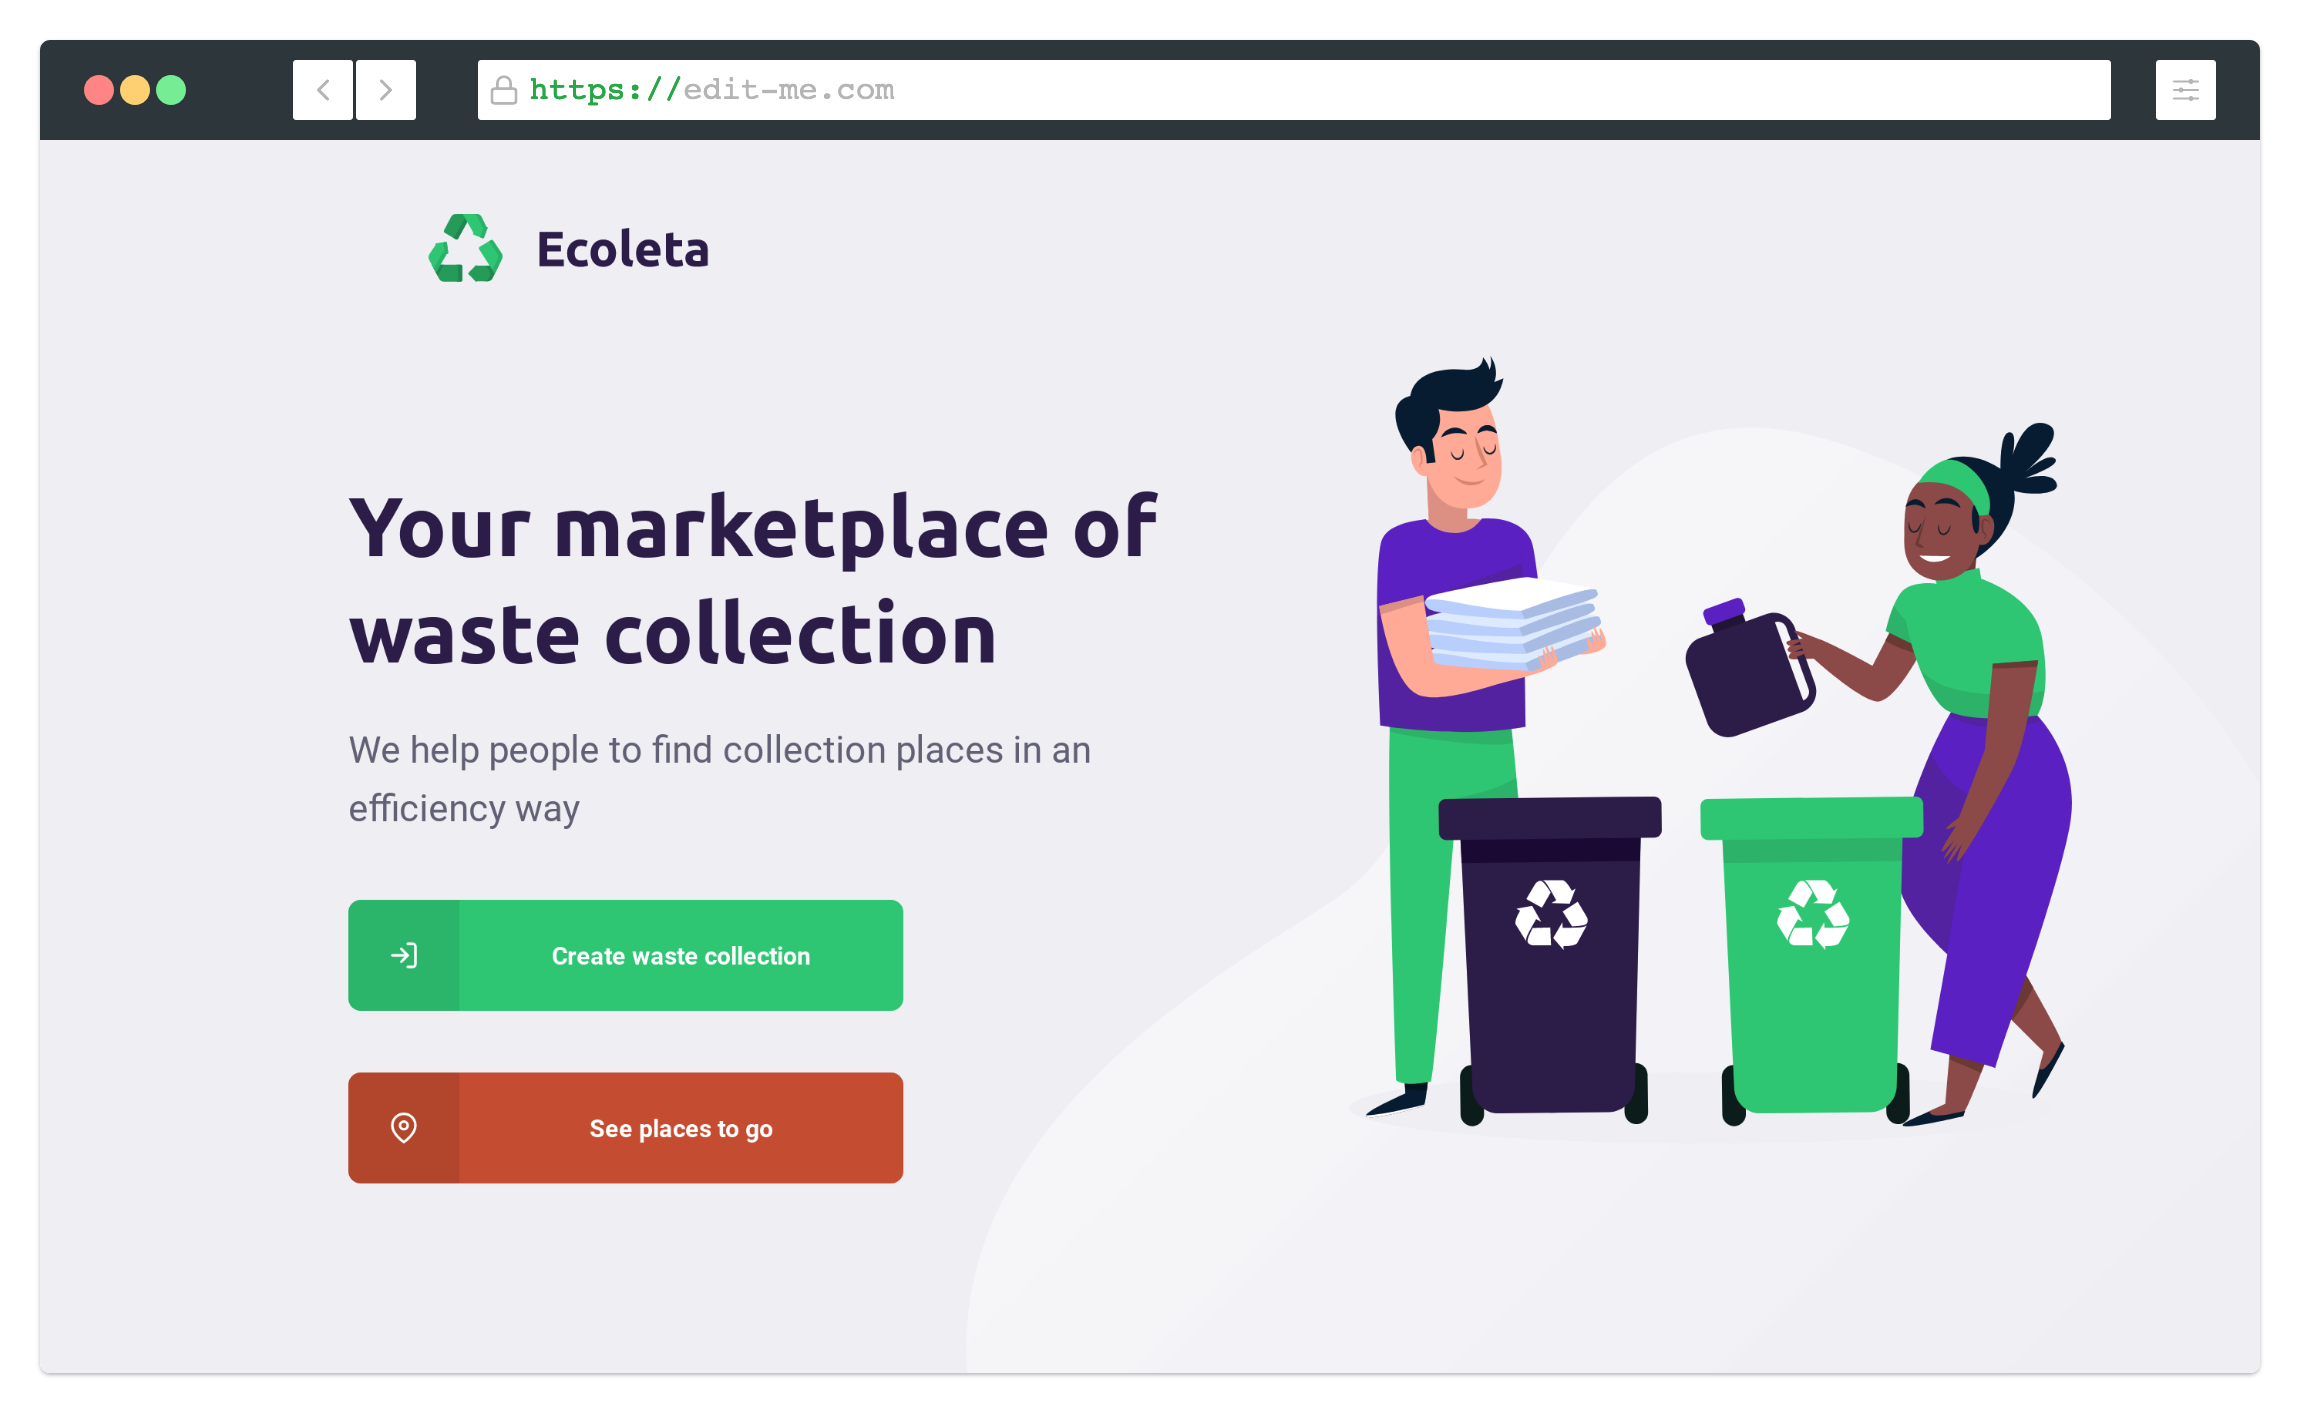 https://edit-me.com
Ecoleta
Your marketplace of
waste collection
We help people to find collection places in an
efficiency way
Create waste collection
See places to go